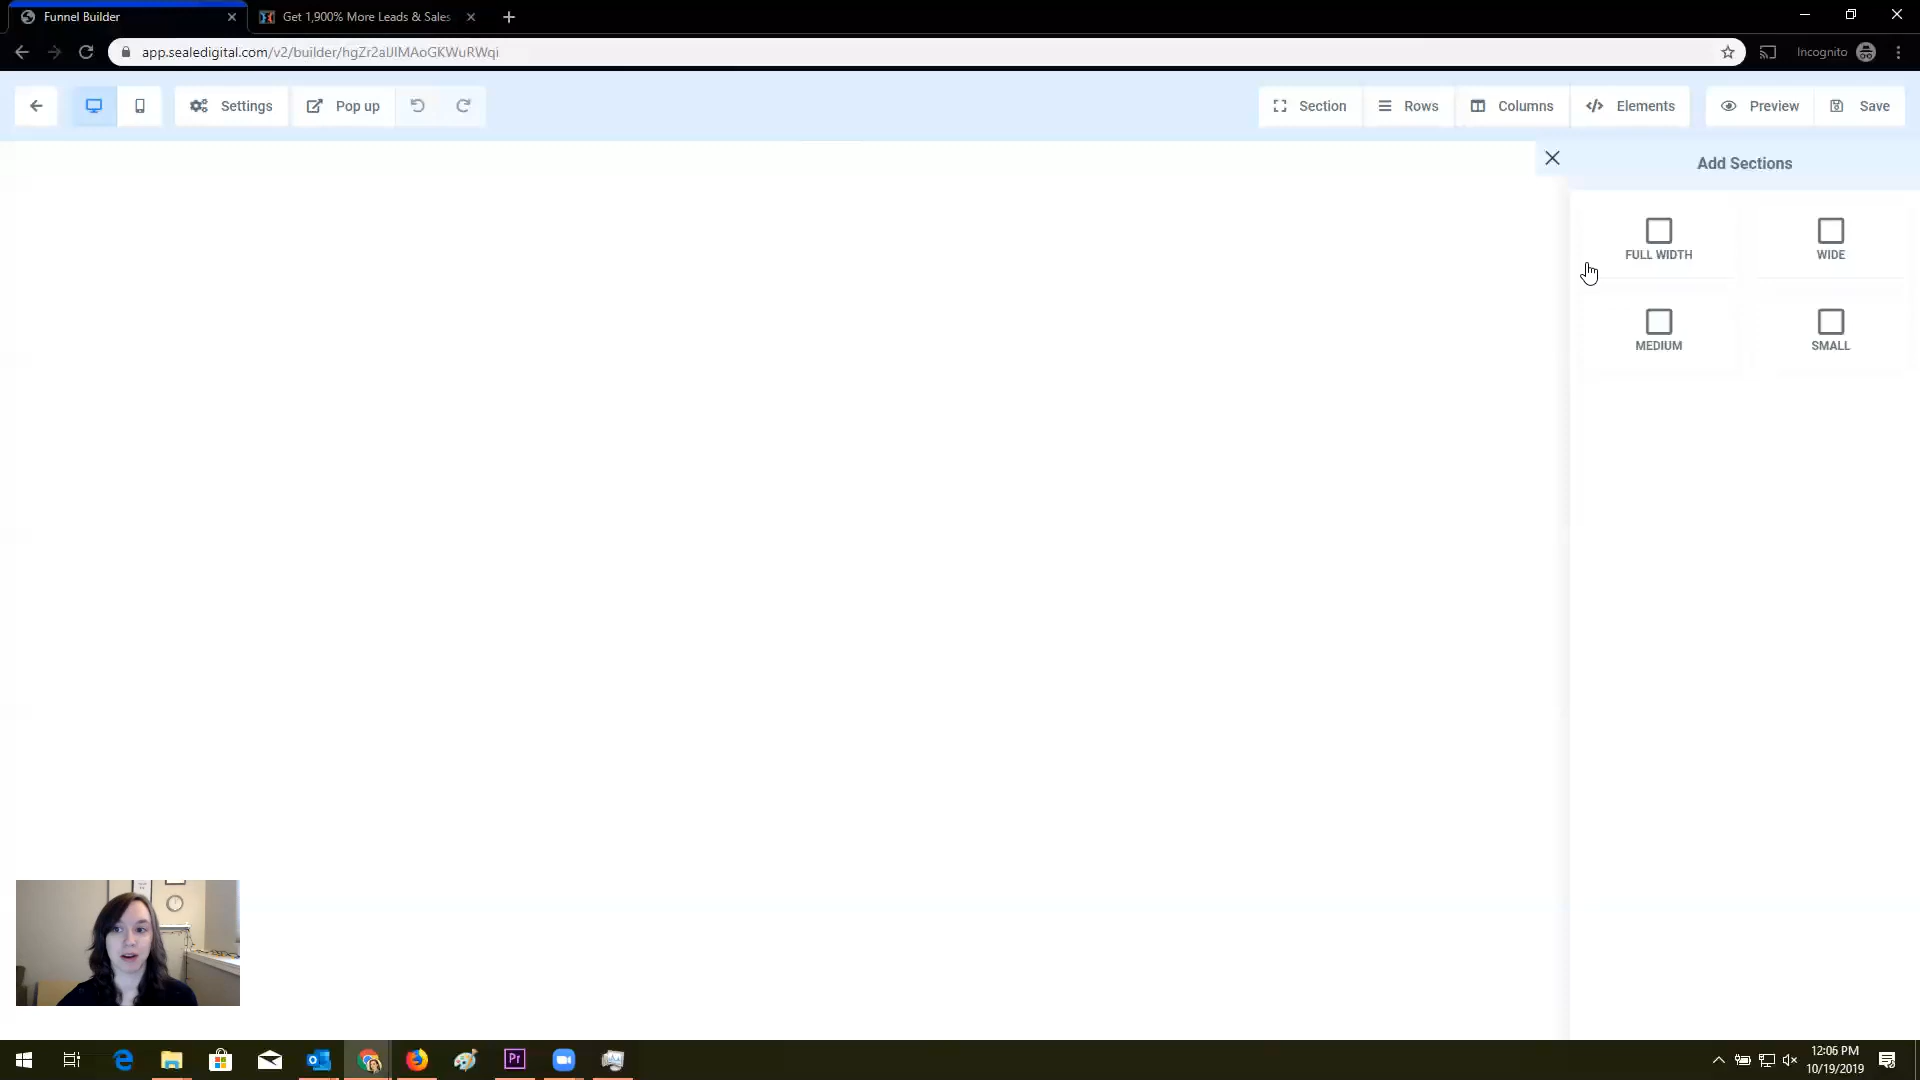 Funnel Builder
Get 1,900% More Leads & Sales
app.sealedigital.com/v2/builder/hgZr2alJIMAoGKWuRWqi
Incognito
Settings
Pop up
Section
Rows
Columns
Elements
Preview
Save
Add Sections
FULL WIDTH
WIDE
MEDIUM
SMALL
Pr
12:06 PM
10/19/2019